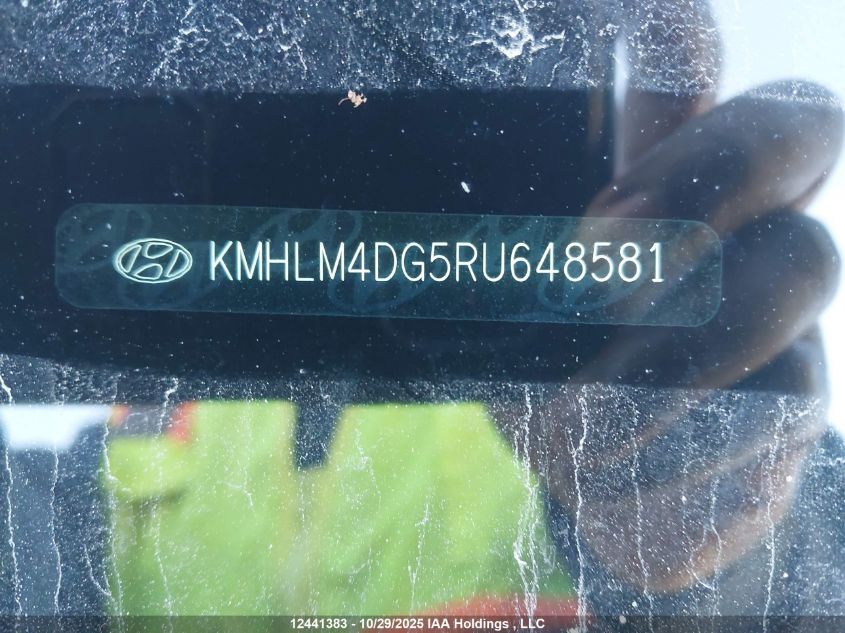 KMHLM4DG5RU648581
12441383 - 10/29/2025 IAA Holdings , LLC